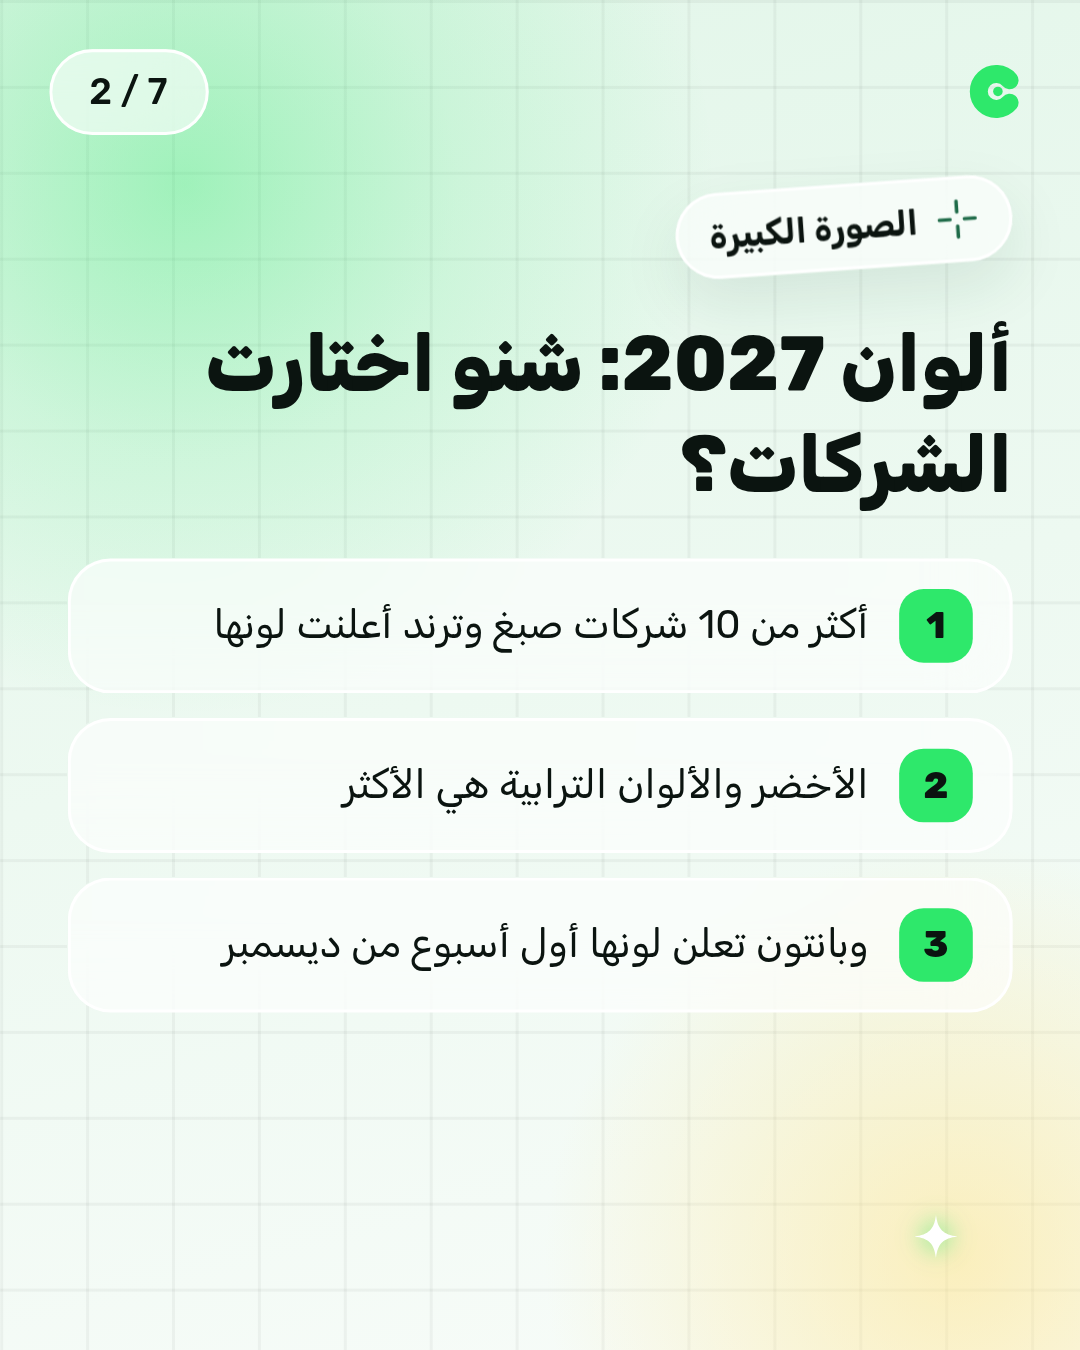 2 / 7
الصورة الكبيرة
ألوان 2027: شنو اختارت
الشركات؟
1 أكثر من 10 شركات صبغ وترند أعلنت لونها
2 الأخضر والألوان الترابية هي الأكثر
3 وبانتون تعلن لونها أول أسبوع من ديسمبر